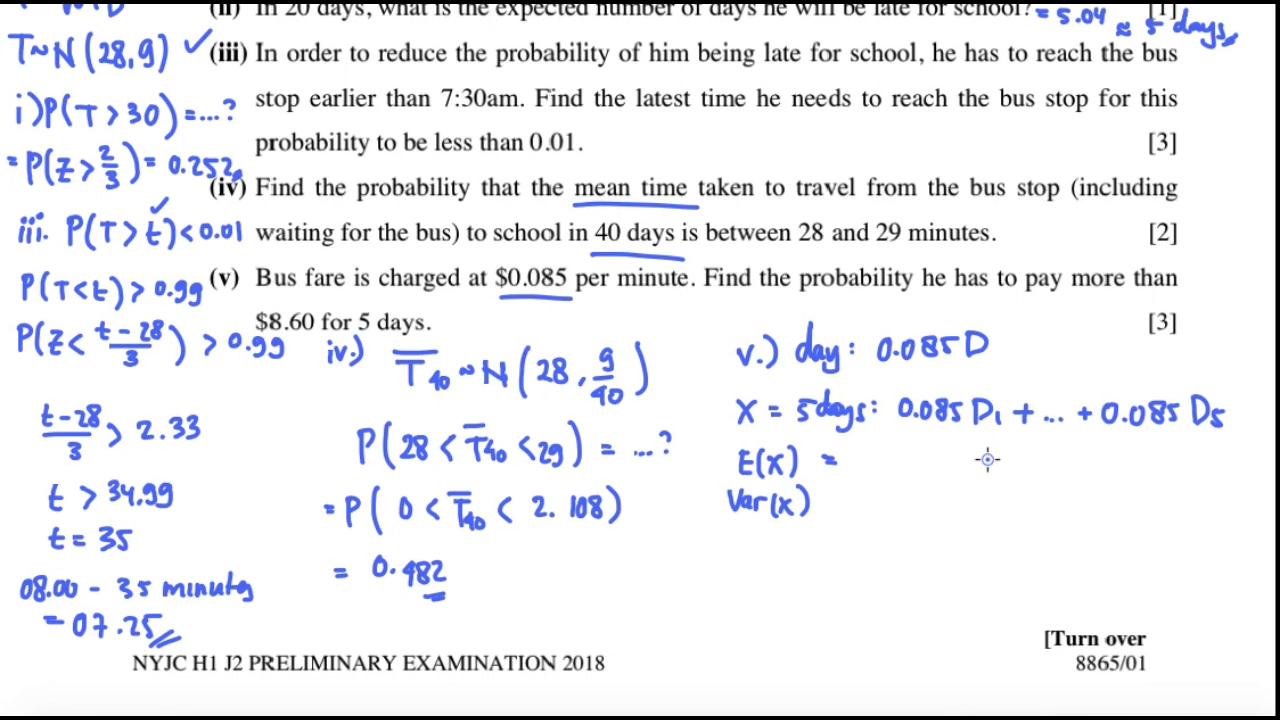 (ii) In 20 days, what is the expected number of days he will be late for school? = 5.04 ≈ 5 days [1]
T~N(28,9) ✓
(iii) In order to reduce the probability of him being late for school, he has to reach the bus
stop earlier than 7:30am. Find the latest time he needs to reach the bus stop for this
probability to be less than 0.01. [3]
(iv) Find the probability that the mean time taken to travel from the bus stop (including
waiting for the bus) to school in 40 days is between 28 and 29 minutes. [2]
(v) Bus fare is charged at $0.085 per minute. Find the probability he has to pay more than
$8.60 for 5 days. [3]
i) P(T > 30) = ...?
= P(Z > 2/3) = 0.252
iii. P(T > t) < 0.01
P(T < t) > 0.99
P(Z < (t-28)/3) > 0.99
(t-28)/3 > 2.33
t > 34.99
t = 35
08.00 - 35 minutes
= 07.25
iv.) T̅40 ~ N(28, 9/40)
P(28 < T̅40 < 29) = ...?
= P(0 < T̅40 < 2.108)
= 0.482
v.) day: 0.085 D
X = 5 days: 0.085 D1 + ... + 0.085 D5
E(X) =
Var(X)
[Turn over
NYJC H1 J2 PRELIMINARY EXAMINATION 2018 8865/01